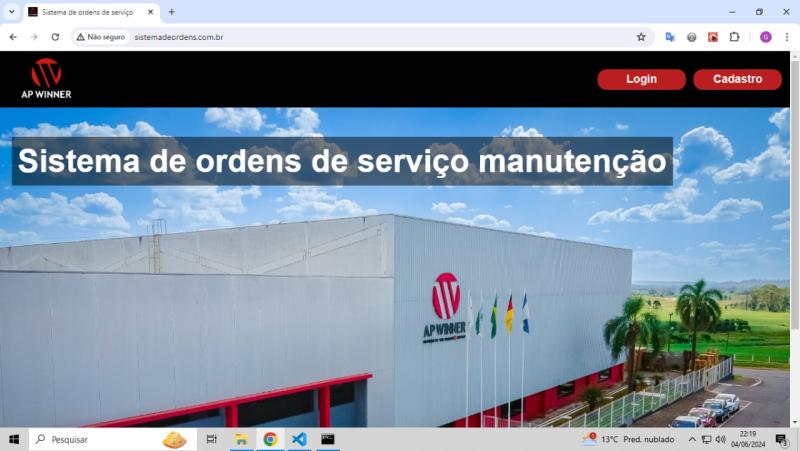 Sistema de ordens de serviço
Não seguro
sistemadeordens.com.br
G
AP WINNER
Login
Cadastro
Sistema de ordens de serviço manutenção
AP WINNER
Pesquisar
13°C Pred. nublado
22:19
04/06/2024